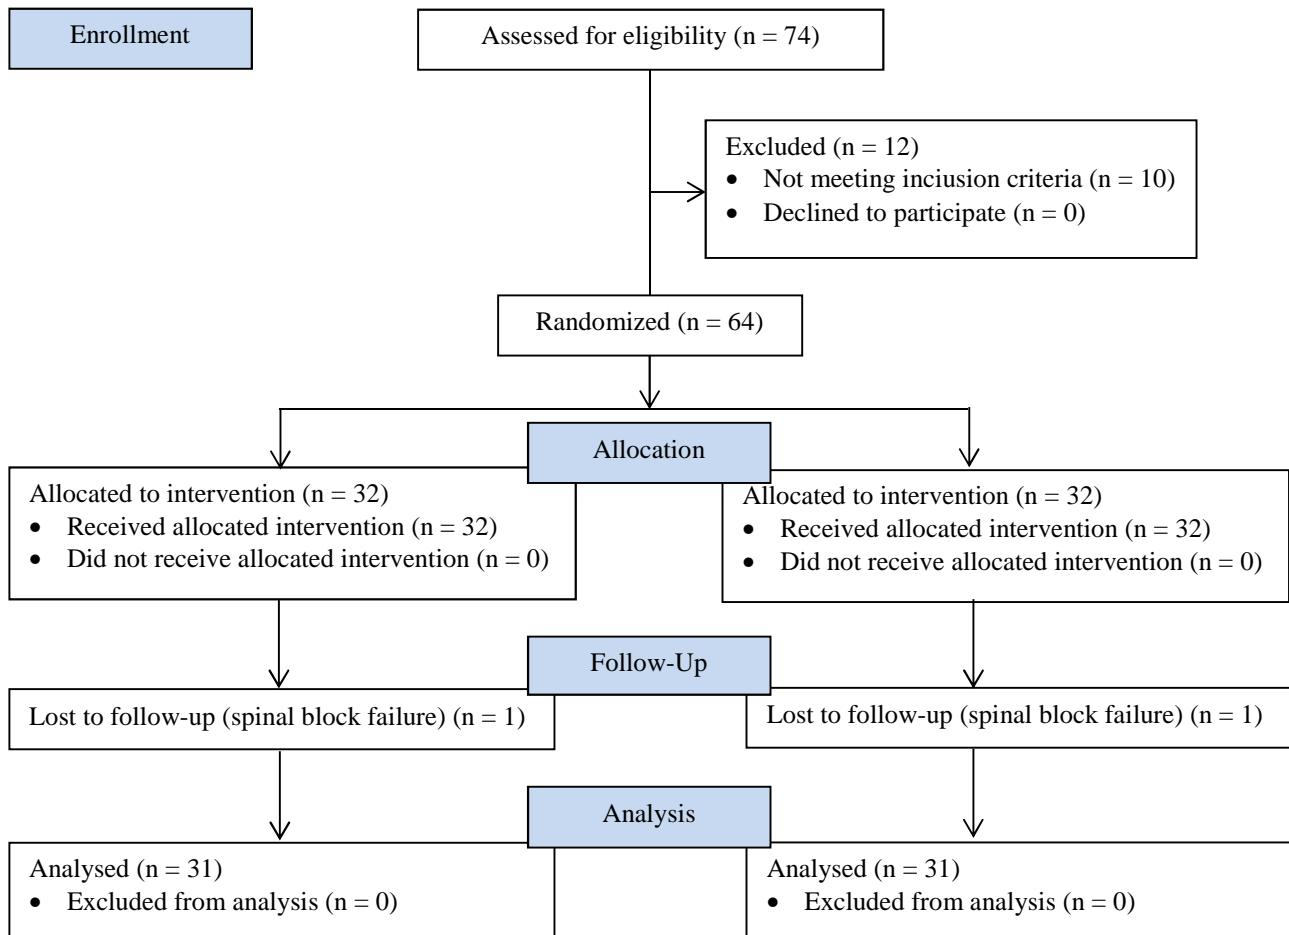 Enrollment
Assessed for eligibility (n = 74)
Excluded (n = 12)
• Not meeting inciusion criteria (n = 10)
• Declined to participate (n = 0)
Randomized (n = 64)
Allocation
Allocated to intervention (n = 32)
• Received allocated intervention (n = 32)
• Did not receive allocated intervention (n = 0)
Allocated to intervention (n = 32)
• Received allocated intervention (n = 32)
• Did not receive allocated intervention (n = 0)
Follow-Up
Lost to follow-up (spinal block failure) (n = 1)
Lost to follow-up (spinal block failure) (n = 1)
Analysis
Analysed (n = 31)
• Excluded from analysis (n = 0)
Analysed (n = 31)
• Excluded from analysis (n = 0)